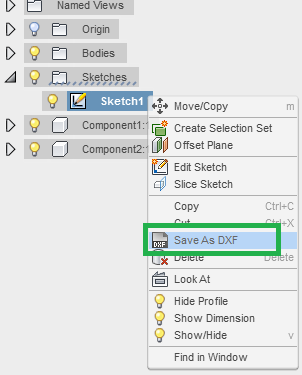 Named Views
Origin
Bodies
Sketches
Sketch1
Component1:
Component2:
Move/Copy m
Create Selection Set
Offset Plane
Edit Sketch
Slice Sketch
Copy Ctrl+C
Cut Ctrl+X
DXF Save As DXF
Delete Delete
Look At
Hide Profile
Show Dimension
Show/Hide v
Find in Window